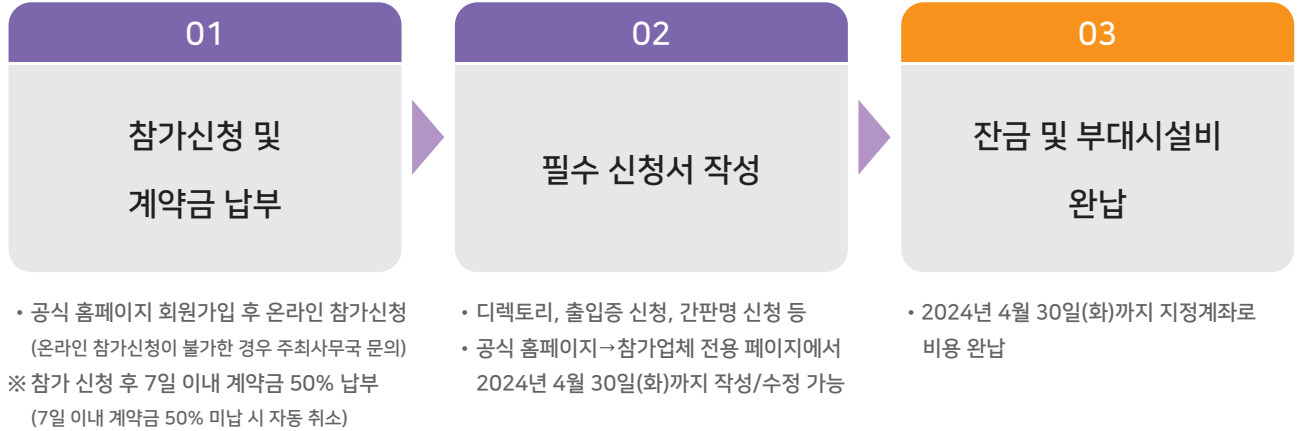 01
참가신청 및
계약금 납부
• 공식 홈페이지 회원가입 후 온라인 참가신청
(온라인 참가신청이 불가한 경우 주최사무국 문의)
※ 참가 신청 후 7일 이내 계약금 50% 납부
(7일 이내 계약금 50% 미납 시 자동 취소)
02
필수 신청서 작성
• 디렉토리, 출입증 신청, 간판명 신청 등
• 공식 홈페이지→참가업체 전용 페이지에서
2024년 4월 30일(화)까지 작성/수정 가능
03
잔금 및 부대시설비
완납
• 2024년 4월 30일(화)까지 지정계좌로
비용 완납